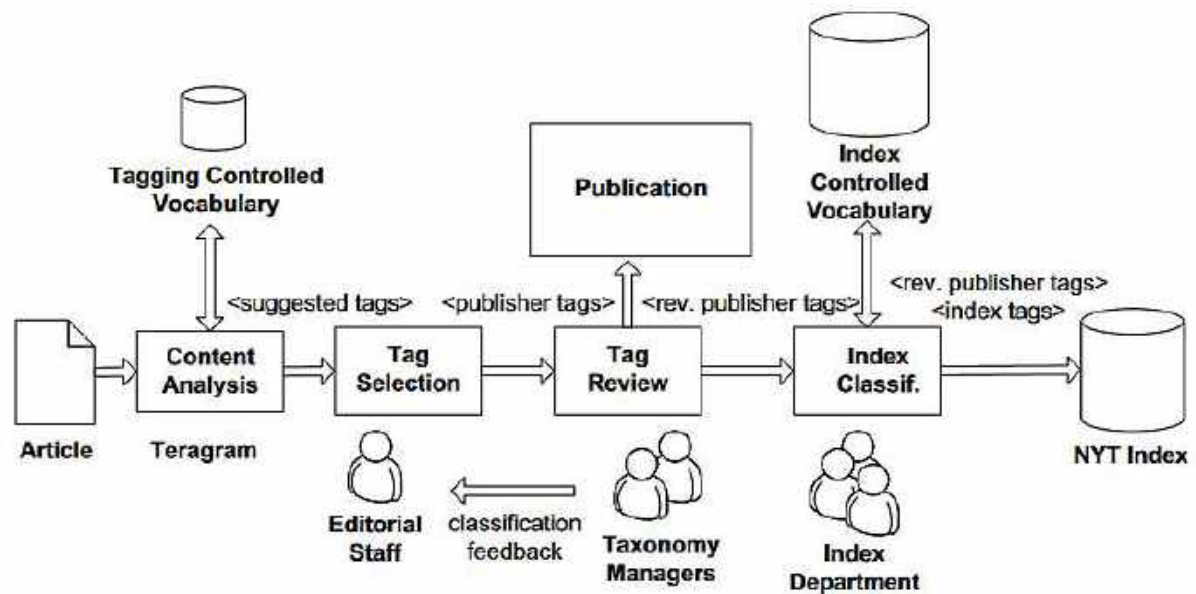 Tagging Controlled
Vocabulary
Publication
Index
Controlled
Vocabulary
<suggested tags>
<publisher tags>
<rev. publisher tags>
<rev. publisher tags>
<index tags>
Article
Content
Analysis
Teragram
Tag
Selection
Tag
Review
Index
Classif.
NYT Index
Editorial
Staff
classification
feedback
Taxonomy
Managers
Index
Department